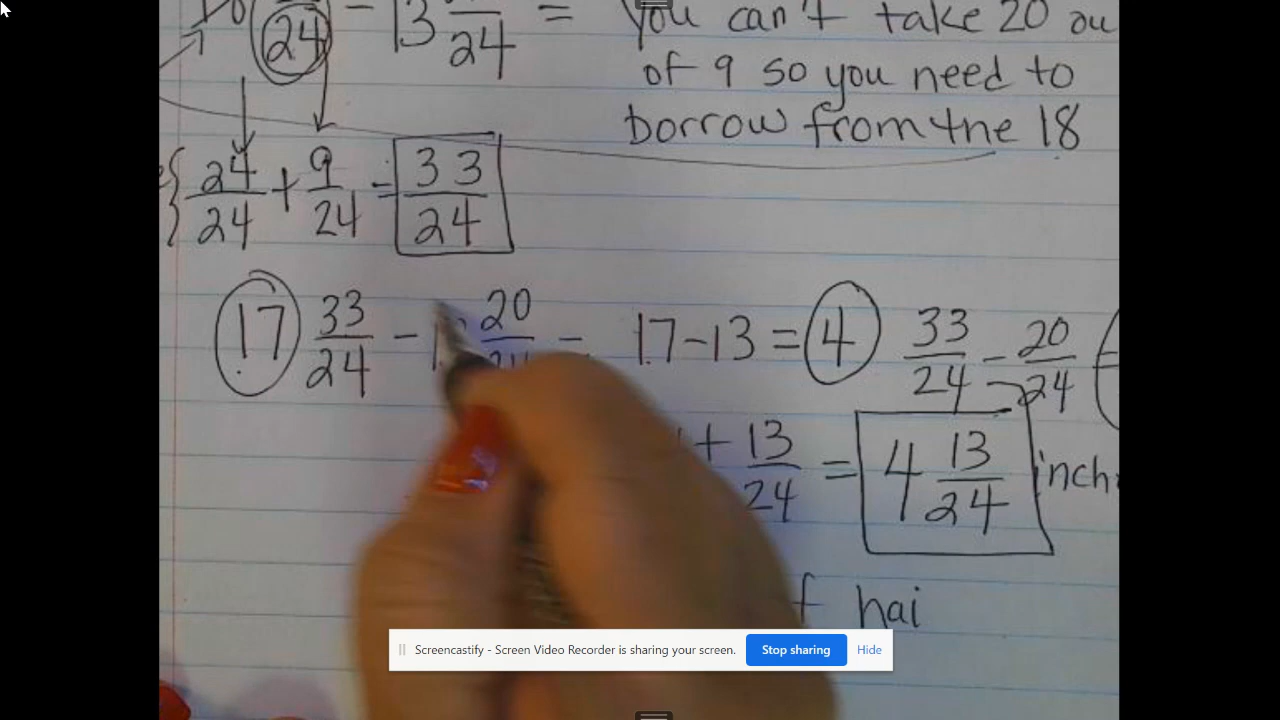 24 - 13 24 = You can't take 20 ou
of 9 so you need to
borrow from the 18
24/24 + 9/24 = 33/24
17 33/24 - 20 = 17-13 = 4 33/24 - 20/24
+ 13/24 = 4 13/24 inch
hai
Screencastify - Screen Video Recorder is sharing your screen. Stop sharing Hide